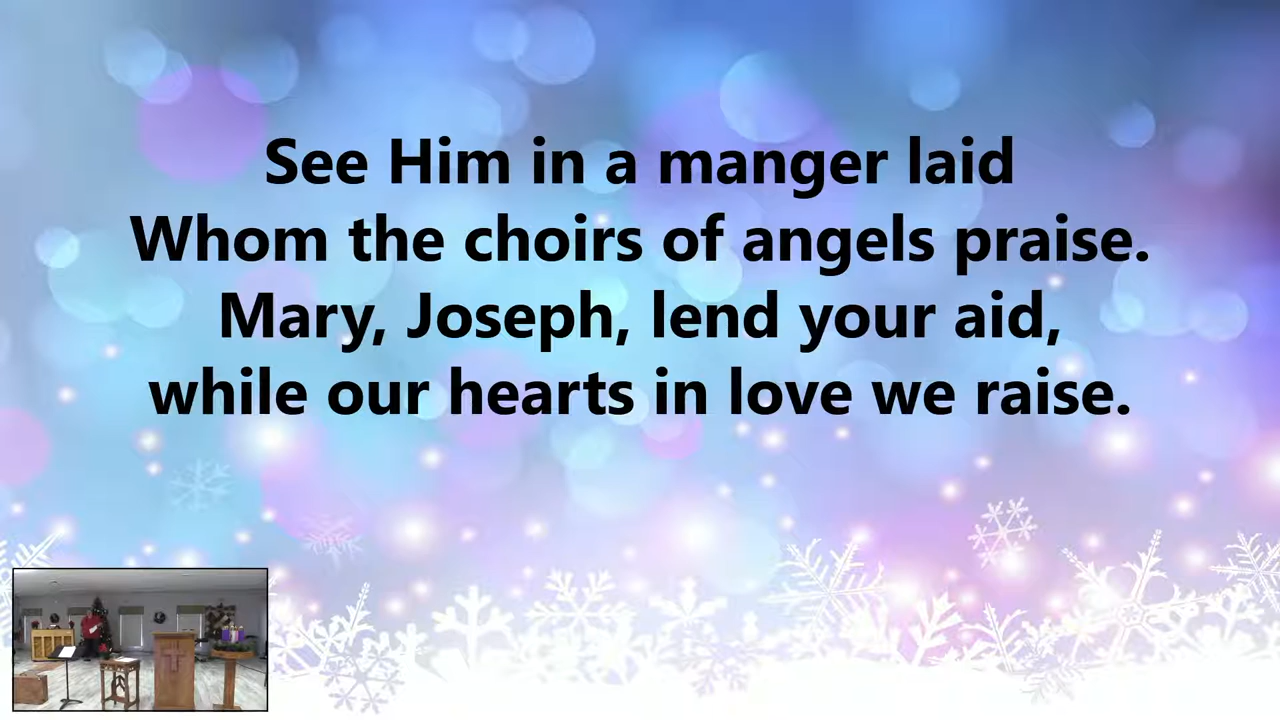 See Him in a manger laid
Whom the choirs of angels praise.
Mary, Joseph, lend your aid,
while our hearts in love we raise.